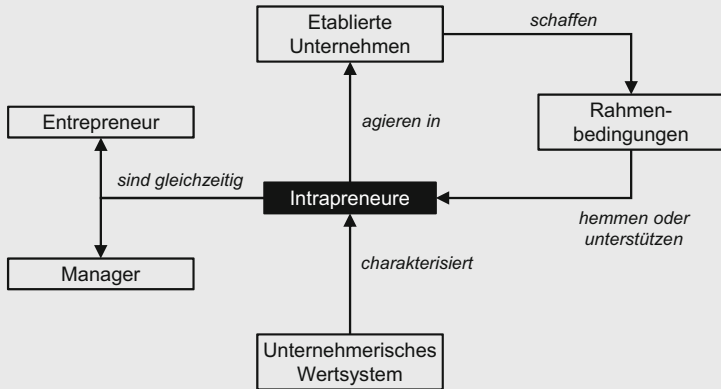 Etablierte
Unternehmen
schaffen
Rahmen-
bedingungen
Entrepreneur
agieren in
sind gleichzeitig
Intrapreneure
hemmen oder
unterstützen
Manager
charakterisiert
Unternehmerisches
Wertsystem